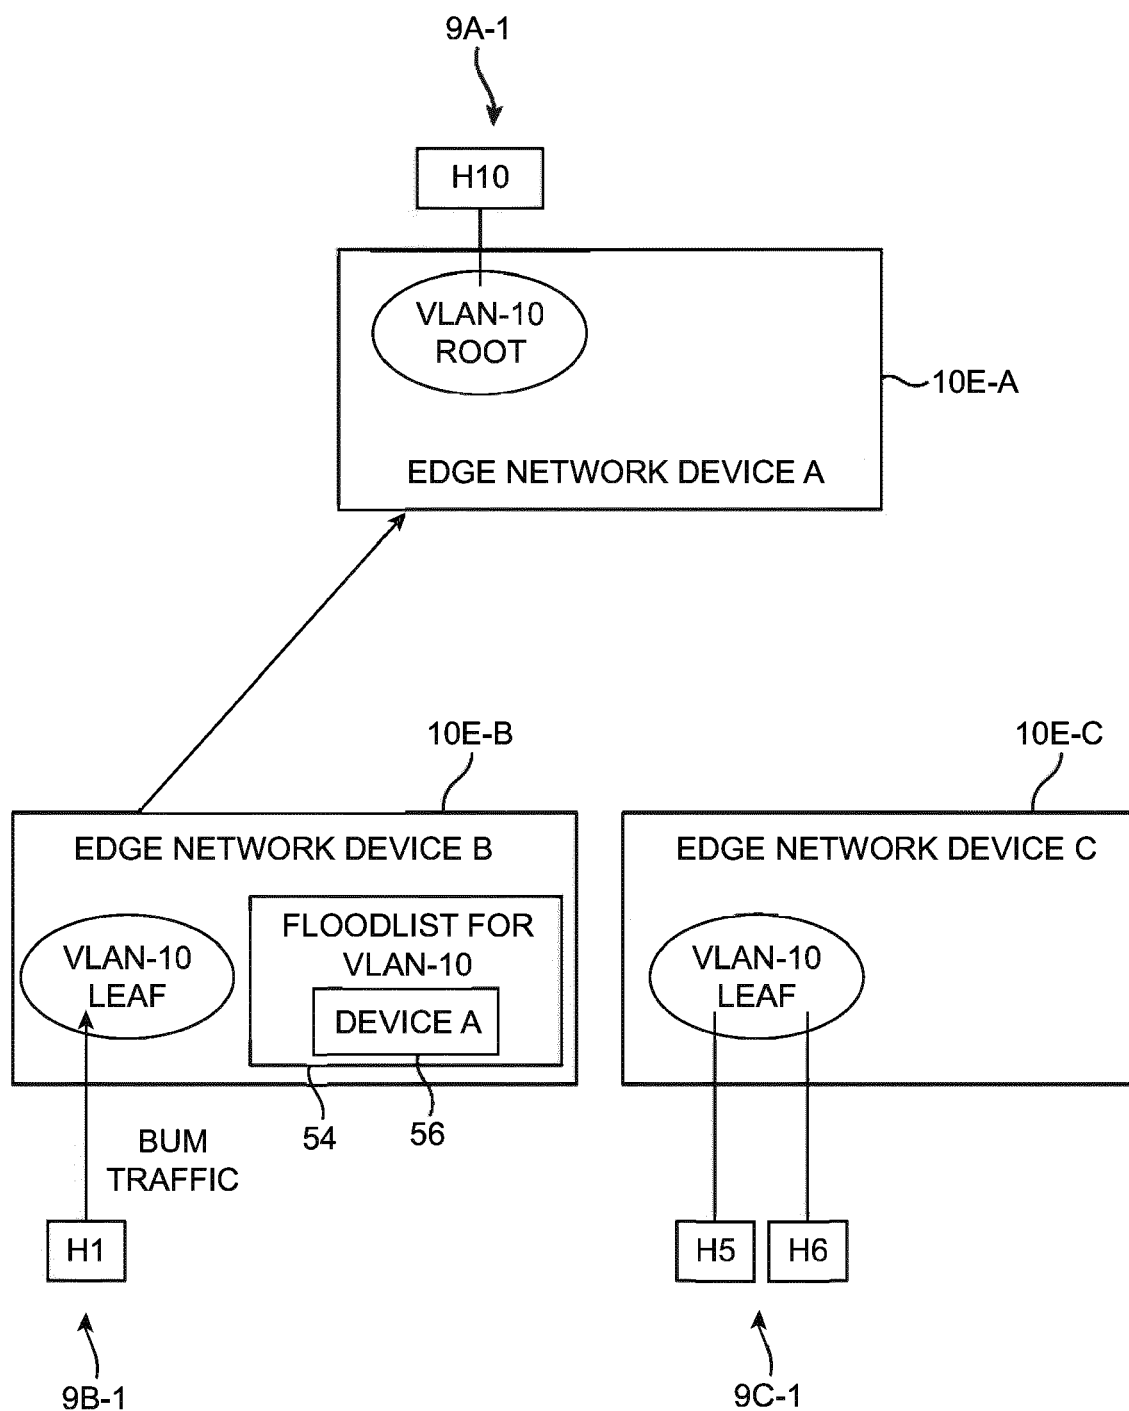 9A-1
H10
VLAN-10
ROOT
10E-A
EDGE NETWORK DEVICE A
10E-B
10E-C
EDGE NETWORK DEVICE B
EDGE NETWORK DEVICE C
FLOODLIST FOR
VLAN-10
DEVICE A
VLAN-10
LEAF
VLAN-10
LEAF
54
56
BUM
TRAFFIC
H1
H5
H6
9B-1
9C-1